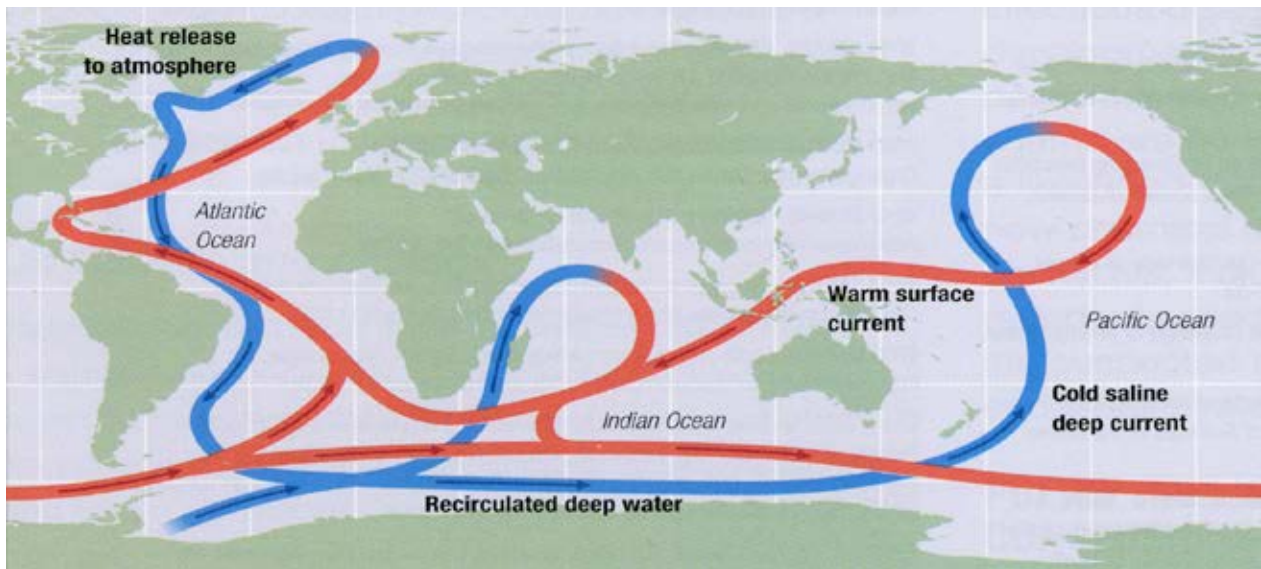 Heat release
to atmosphere
Atlantic
Ocean
Warm surface
current
Pacific Ocean
Cold saline
deep current
Indian Ocean
Recirculated deep water